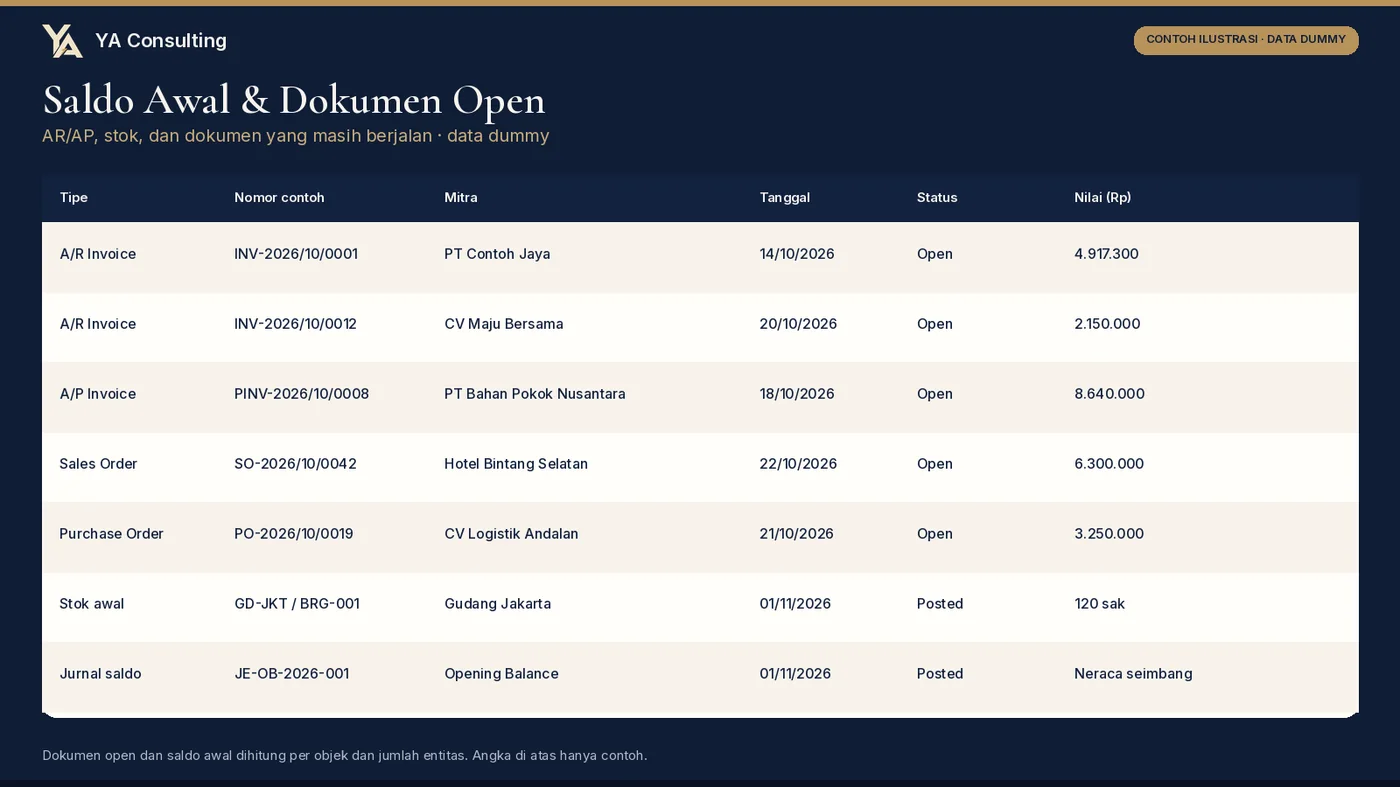 YA Consulting
CONTOH ILUSTRASI · DATA DUMMY
Saldo Awal & Dokumen Open
AR/AP, stok, dan dokumen yang masih berjalan · data dummy
Tipe Nomor contoh Mitra Tanggal Status Nilai (Rp)
A/R Invoice INV-2026/10/0001 PT Contoh Jaya 14/10/2026 Open 4.917.300
A/R Invoice INV-2026/10/0012 CV Maju Bersama 20/10/2026 Open 2.150.000
A/P Invoice PINV-2026/10/0008 PT Bahan Pokok Nusantara 18/10/2026 Open 8.640.000
Sales Order SO-2026/10/0042 Hotel Bintang Selatan 22/10/2026 Open 6.300.000
Purchase Order PO-2026/10/0019 CV Logistik Andalan 21/10/2026 Open 3.250.000
Stok awal GD-JKT / BRG-001 Gudang Jakarta 01/11/2026 Posted 120 sak
Jurnal saldo JE-OB-2026-001 Opening Balance 01/11/2026 Posted Neraca seimbang
Dokumen open dan saldo awal dihitung per objek dan jumlah entitas. Angka di atas hanya contoh.